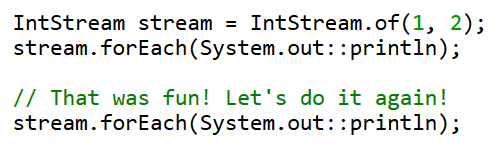 IntStream stream = IntStream.of(1, 2);
stream.forEach(System.out::println);
// That was fun! Let's do it again!
stream.forEach(System.out::println);